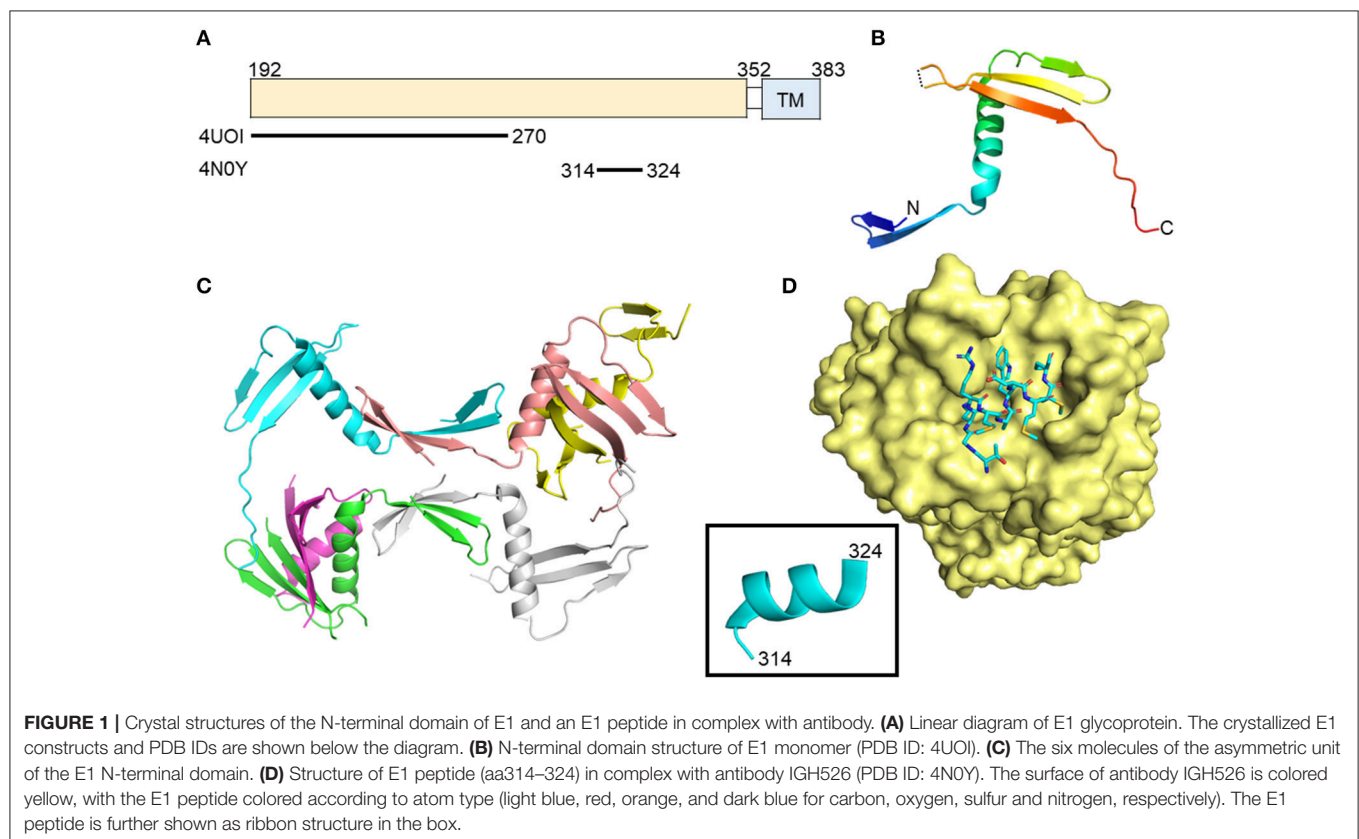 A
192
352
383
TM
4UOI
270
4N0Y
314
324
B
N
C
C
D
324
314
FIGURE 1 | Crystal structures of the N-terminal domain of E1 and an E1 peptide in complex with antibody. (A) Linear diagram of E1 glycoprotein. The crystallized E1
constructs and PDB IDs are shown below the diagram. (B) N-terminal domain structure of E1 monomer (PDB ID: 4UOI). (C) The six molecules of the asymmetric unit
of the E1 N-terminal domain. (D) Structure of E1 peptide (aa314–324) in complex with antibody IGH526 (PDB ID: 4N0Y). The surface of antibody IGH526 is colored
yellow, with the E1 peptide colored according to atom type (light blue, red, orange, and dark blue for carbon, oxygen, sulfur and nitrogen, respectively). The E1
peptide is further shown as ribbon structure in the box.